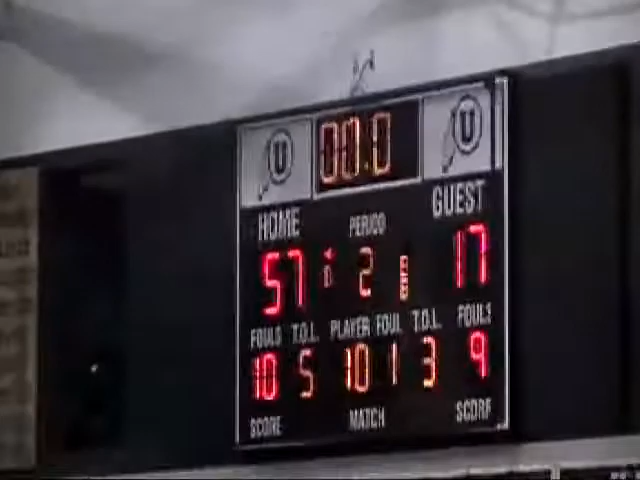 U 00.0 U
HOME PERIOD GUEST
57 2 17
FOULS T.O.L PLAYER FOUL T.O.L FOULS
10 5 10 1 3 9
SCORE MATCH SCORE